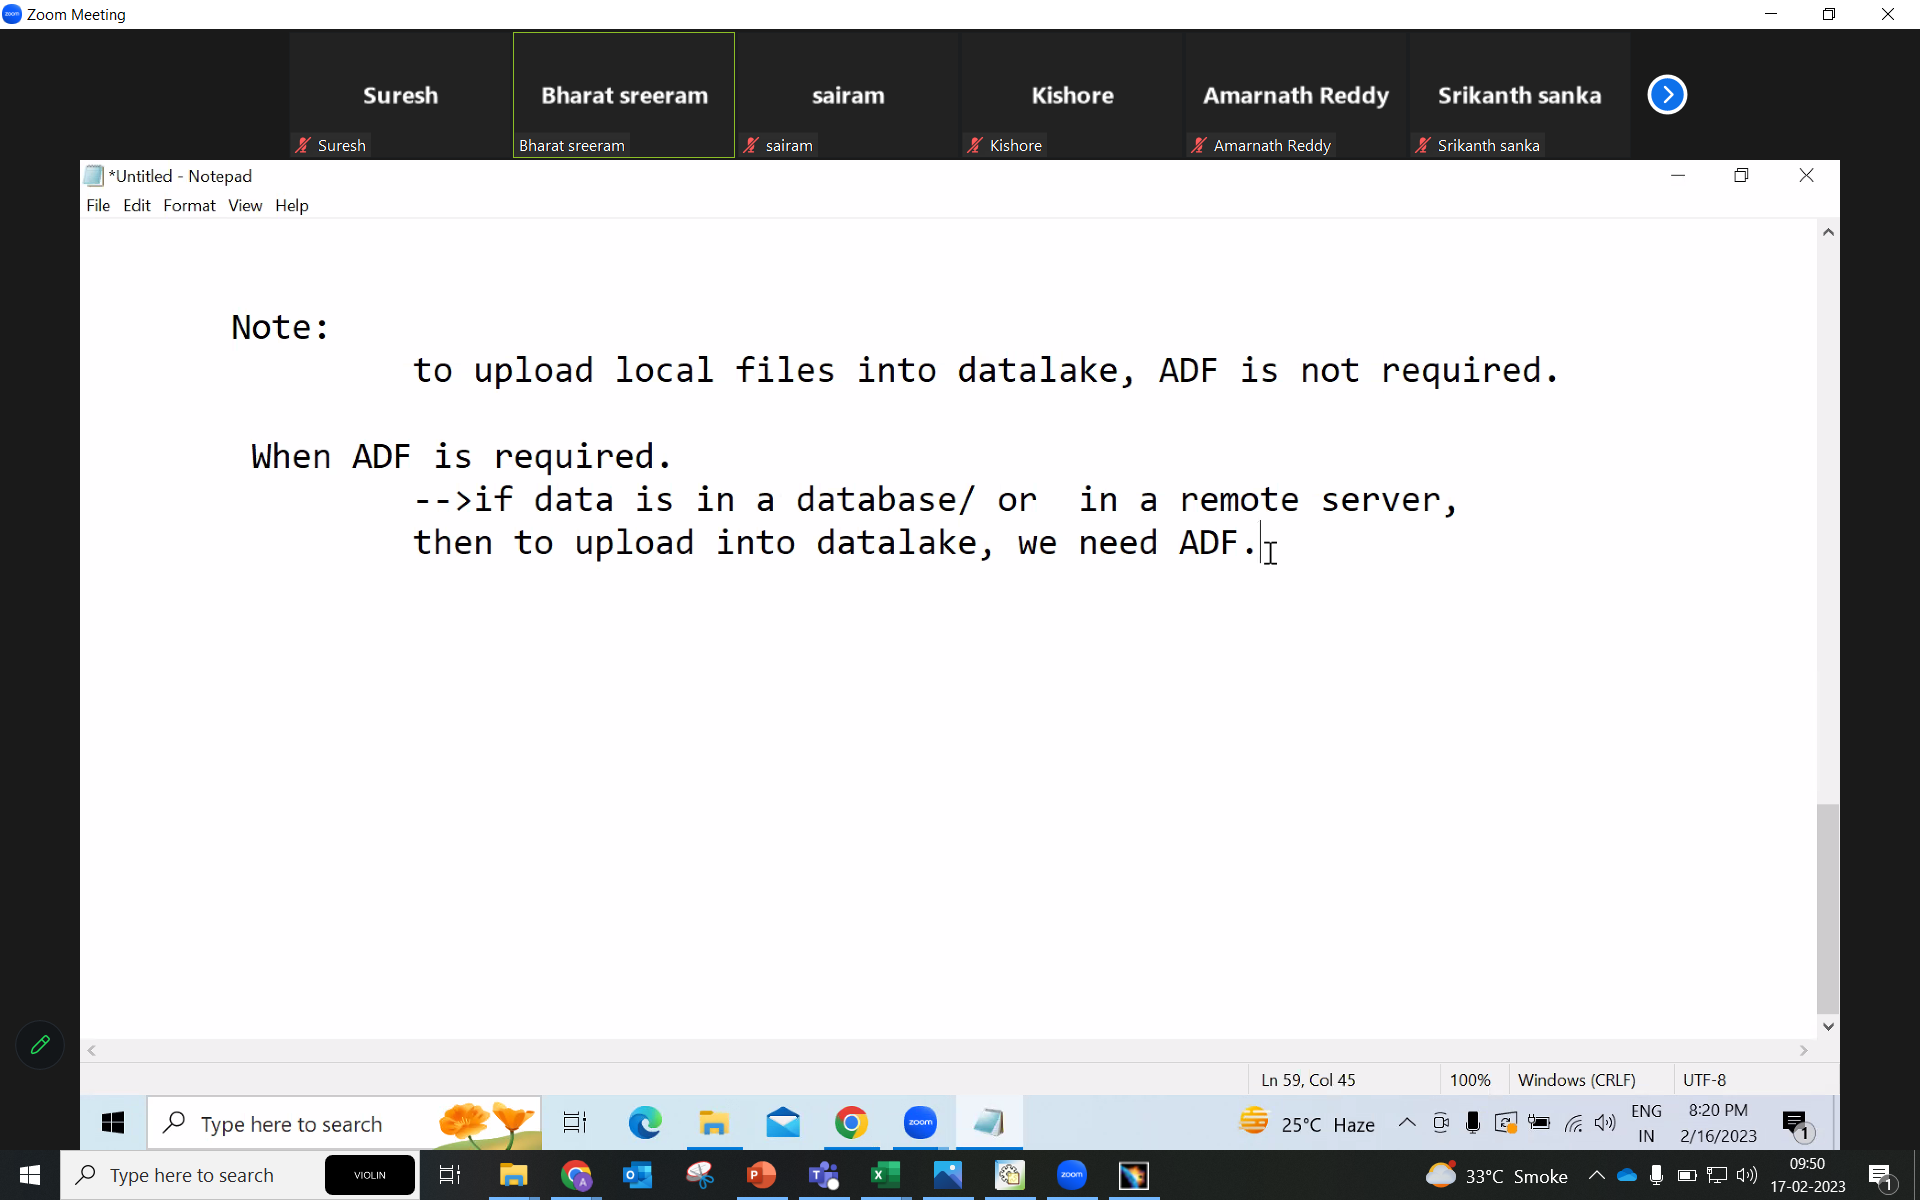 Zoom Meeting
Suresh
Bharat sreeram
sairam
Kishore
Amarnath Reddy
Srikanth sanka
Suresh
Bharat sreeram
sairam
Kishore
Amarnath Reddy
Srikanth sanka
*Untitled - Notepad
File Edit Format View Help
Note:
to upload local files into datalake, ADF is not required.
When ADF is required.
-->if data is in a database/ or  in a remote server,
then to upload into datalake, we need ADF.
Ln 59, Col 45
100%
Windows (CRLF)
UTF-8
Type here to search
zoom
25°C Haze
ENG
IN
8:20 PM
2/16/2023
1
Type here to search
VIOLIN
zoom
33°C Smoke
09:50
17-02-2023
1